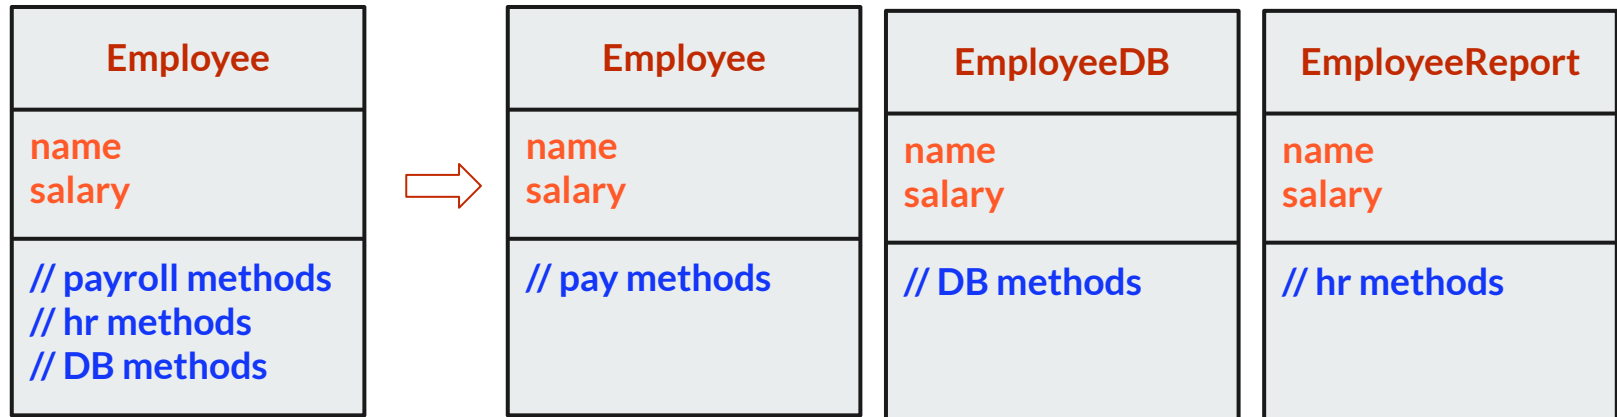 Employee
name
salary
// payroll methods
// hr methods
// DB methods
Employee
name
salary
// pay methods
EmployeeDB
name
salary
// DB methods
EmployeeReport
name
salary
// hr methods